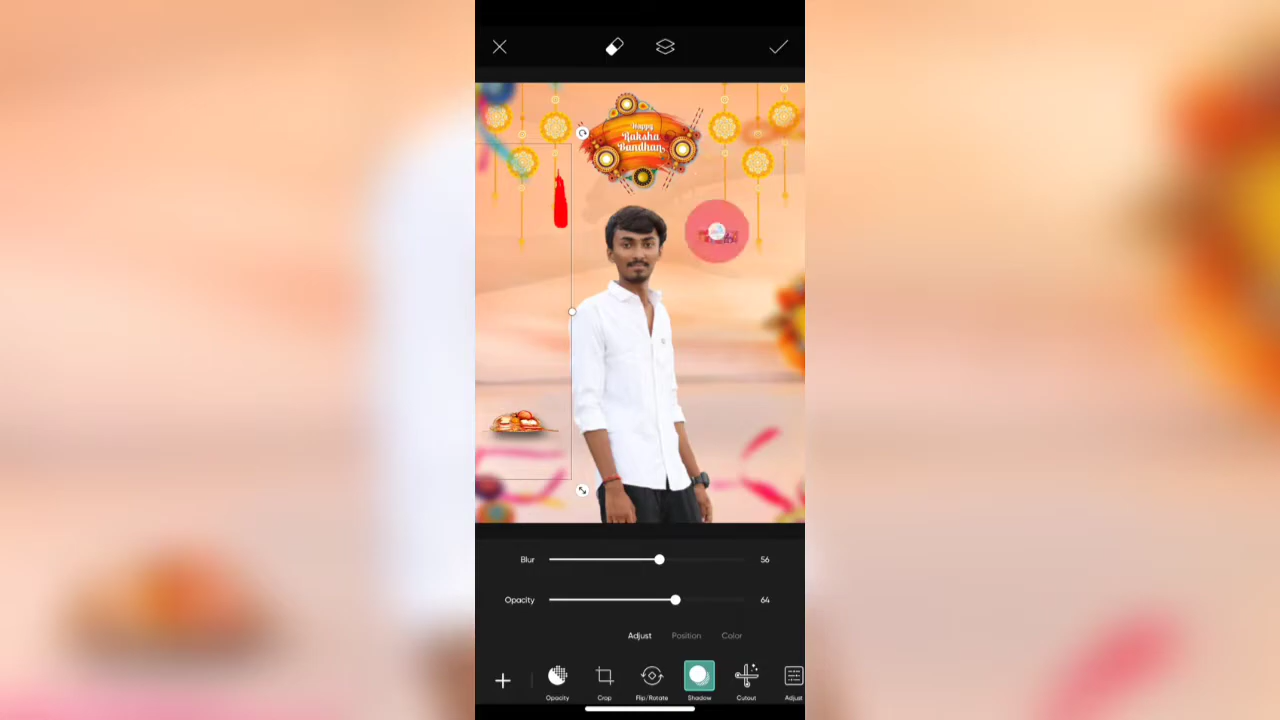 Happy
Raksha
Bandhan
Blur
56
Opacity
64
Adjust
Position
Color
Opacity
Crop
Flip/Rotate
Shadow
Cutout
Adjust